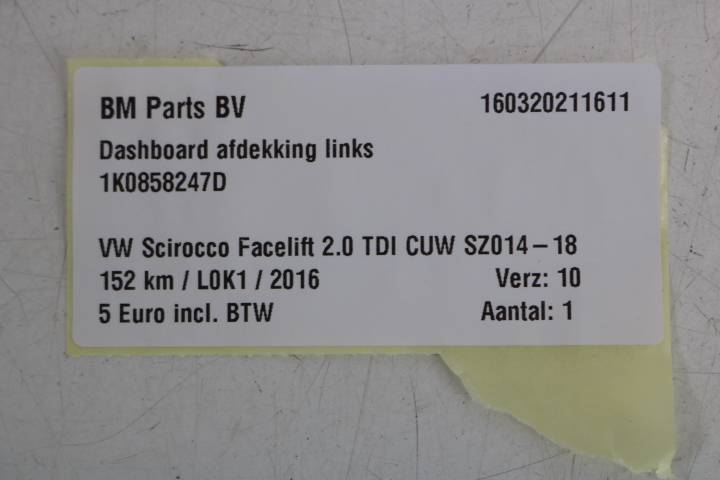 BM Parts BV 160320211611
Dashboard afdekking links
1K0858247D
VW Scirocco Facelift 2.0 TDI CUW SZ014-18
152 km / L0K1 / 2016 Verz: 10
5 Euro incl. BTW Aantal: 1